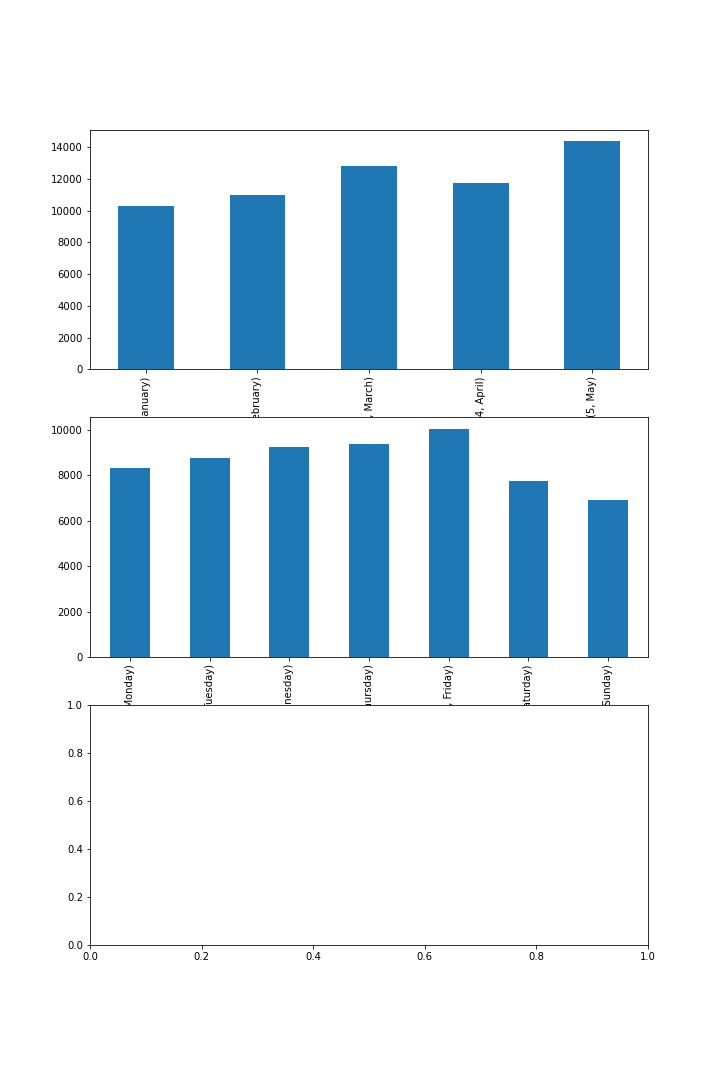 14000
12000
10000
8000
6000
4000
2000
0
anuary)
ebruary)
, March)
4, April)
(5, May)
10000
8000
6000
4000
2000
0
Monday)
uesday)
nesday)
ursday)
, Friday)
aturday)
Sunday)
1.0
0.8
0.6
0.4
0.2
0.0
0.0 0.2 0.4 0.6 0.8 1.0